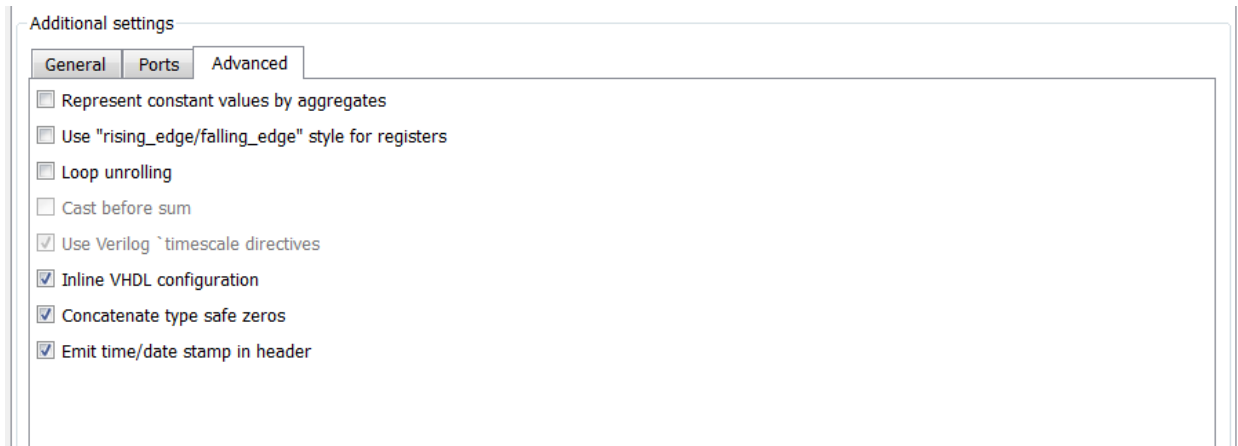 Additional settings
General Ports Advanced
Represent constant values by aggregates
Use "rising_edge/falling_edge" style for registers
Loop unrolling
Cast before sum
Use Verilog `timescale directives
Inline VHDL configuration
Concatenate type safe zeros
Emit time/date stamp in header